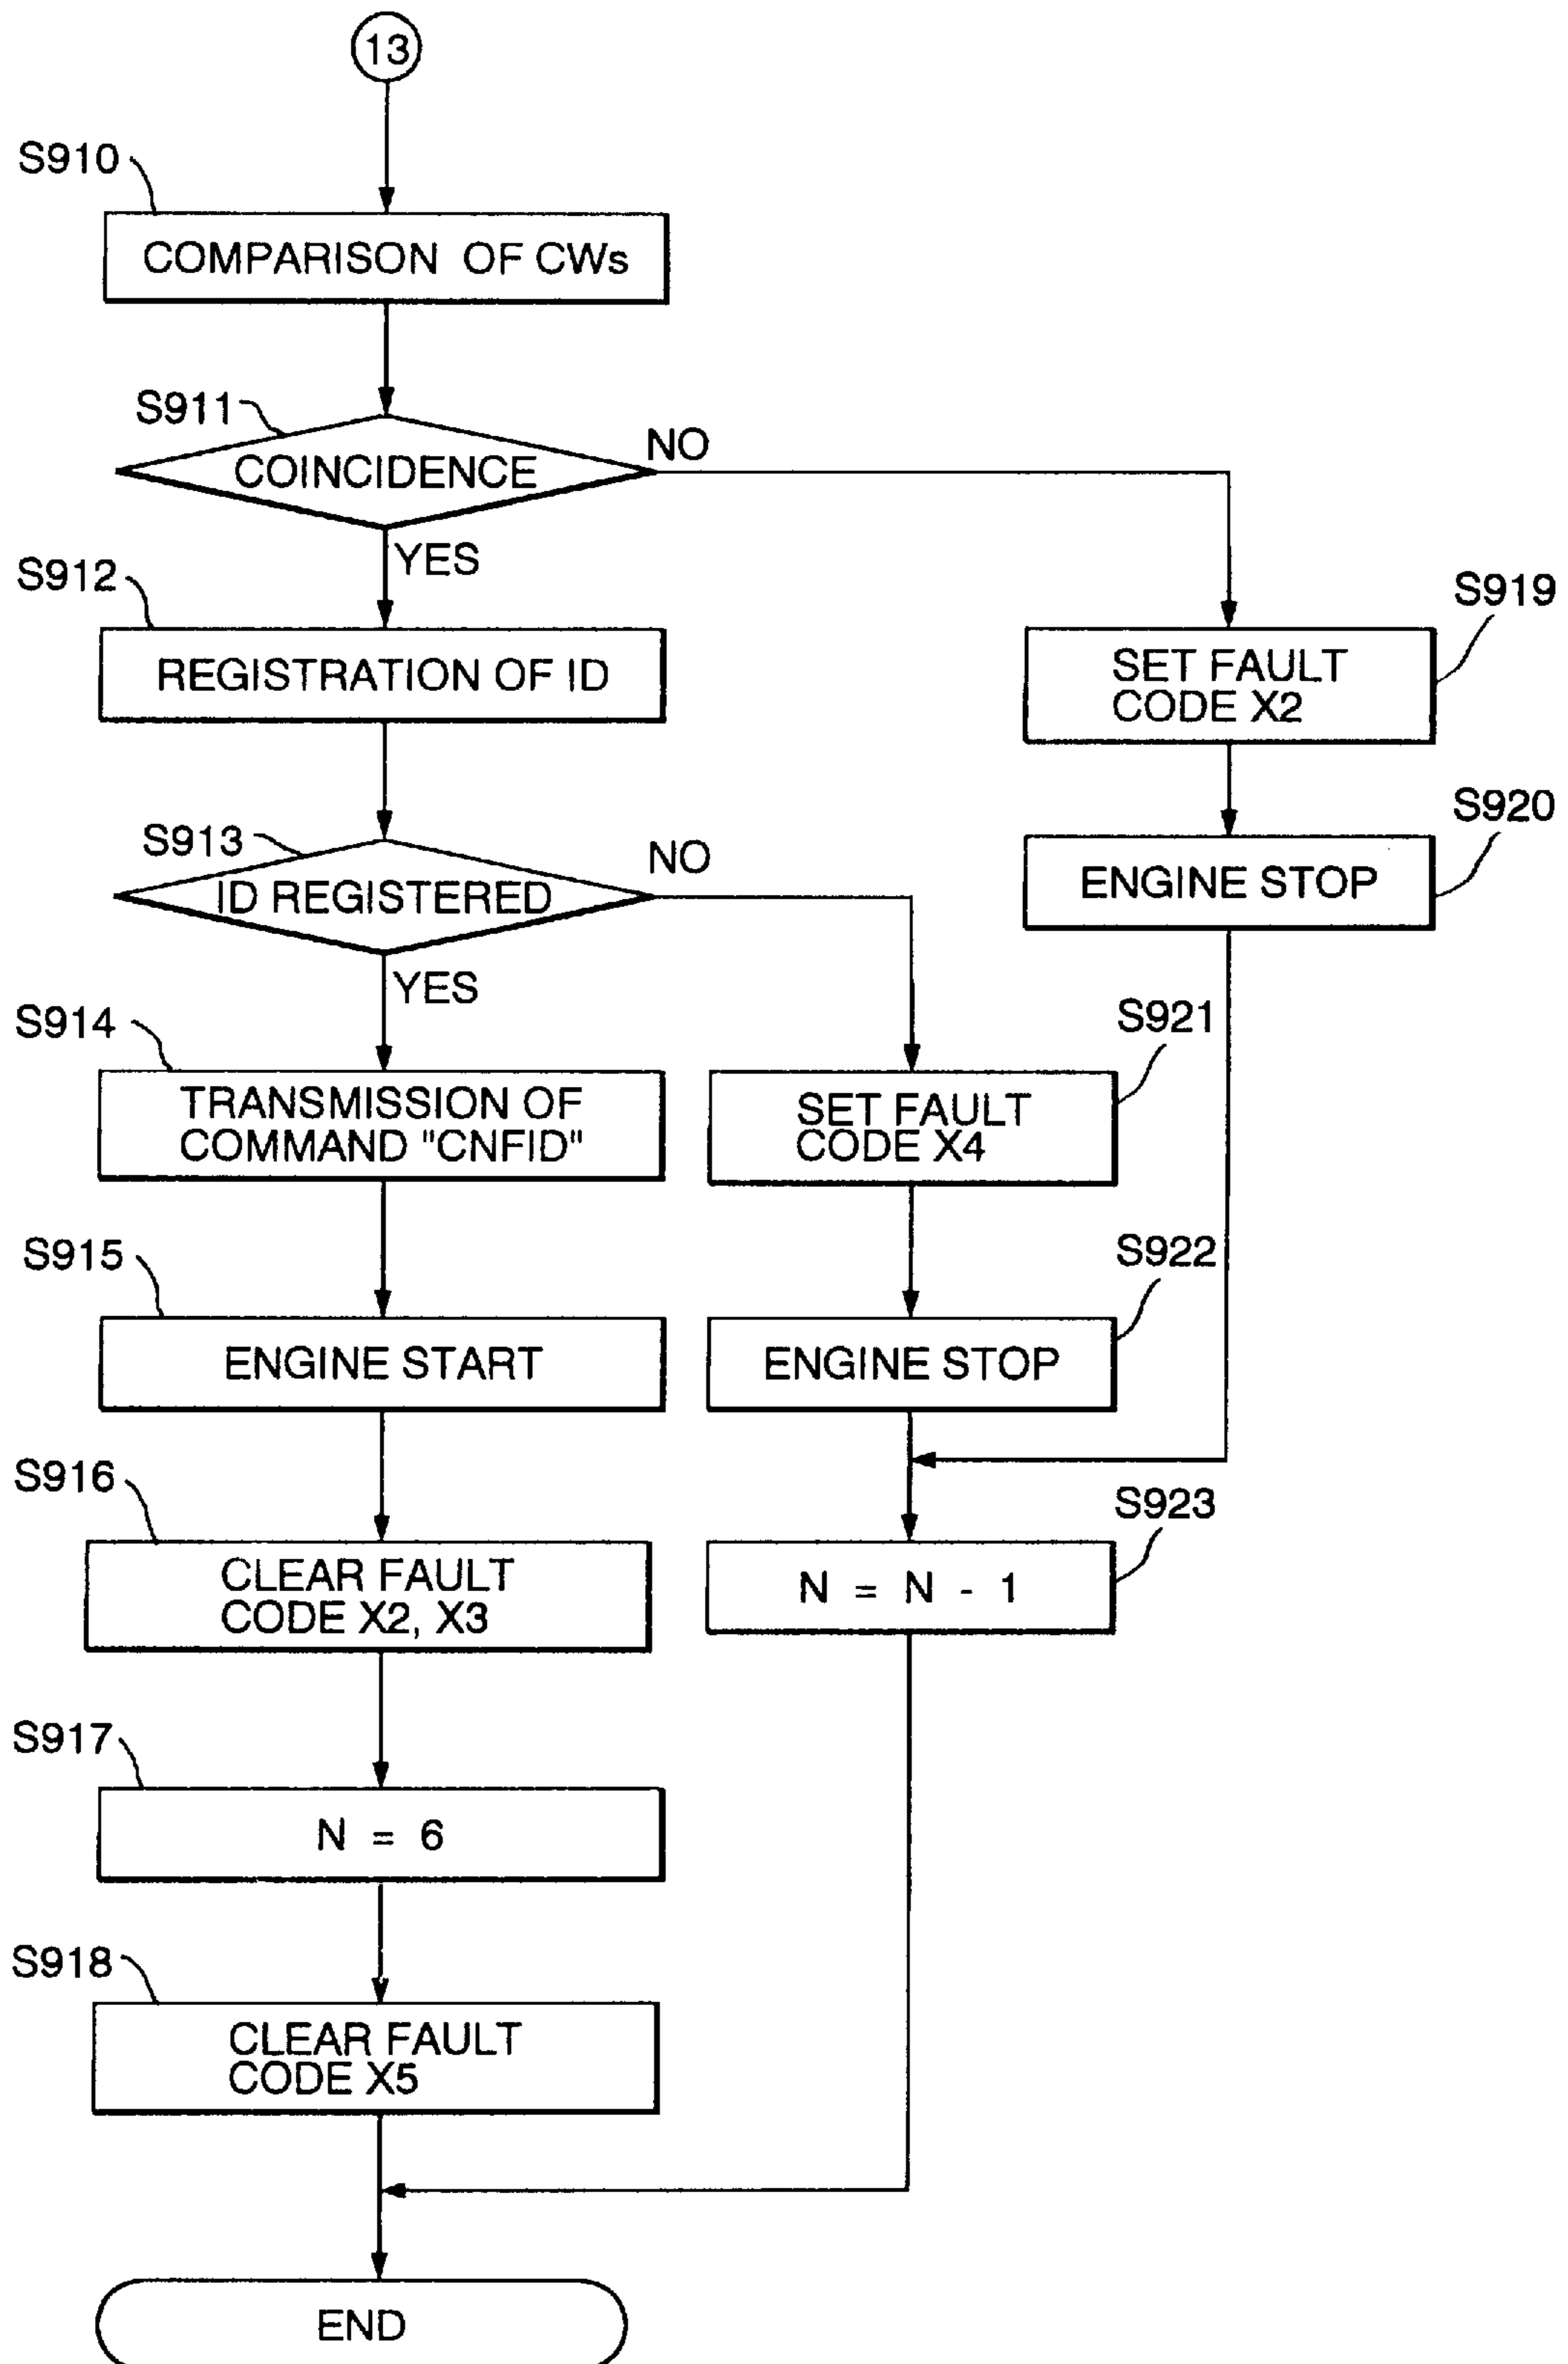 13
S910
COMPARISON OF CWs
S911
COINCIDENCE
NO
YES
S912
REGISTRATION OF ID
S919
SET FAULT
CODE X2
S913
ID REGISTERED
NO
YES
S920
ENGINE STOP
S914
TRANSMISSION OF
COMMAND "CNFID"
S921
SET FAULT
CODE X4
S915
ENGINE START
S922
ENGINE STOP
S916
CLEAR FAULT
CODE X2, X3
S923
N = N - 1
S917
N = 6
S918
CLEAR FAULT
CODE X5
END